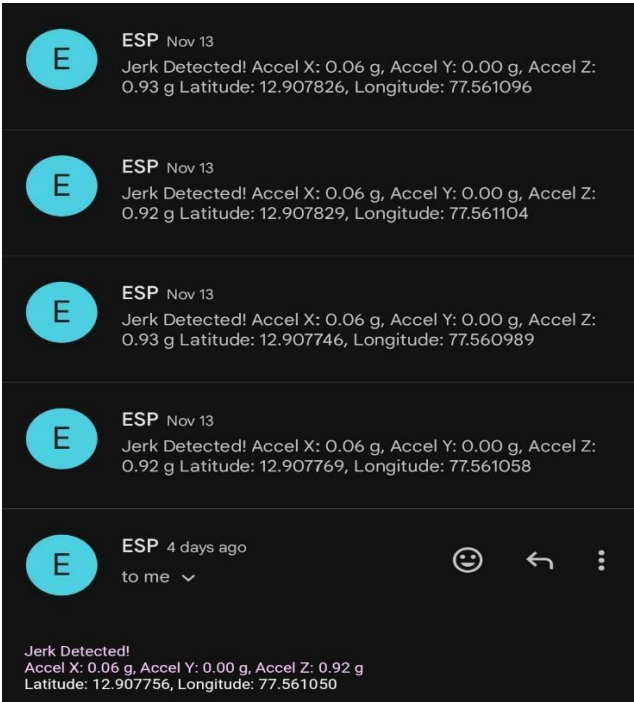 E
ESP Nov 13
Jerk Detected! Accel X: 0.06 g, Accel Y: 0.00 g, Accel Z:
0.93 g Latitude: 12.907826, Longitude: 77.561096
E
ESP Nov 13
Jerk Detected! Accel X: 0.06 g, Accel Y: 0.00 g, Accel Z:
0.92 g Latitude: 12.907829, Longitude: 77.561104
E
ESP Nov 13
Jerk Detected! Accel X: 0.06 g, Accel Y: 0.00 g, Accel Z:
0.93 g Latitude: 12.907746, Longitude: 77.560989
E
ESP Nov 13
Jerk Detected! Accel X: 0.06 g, Accel Y: 0.00 g, Accel Z:
0.92 g Latitude: 12.907769, Longitude: 77.561058
E
ESP 4 days ago
to me
Jerk Detected!
Accel X: 0.06 g, Accel Y: 0.00 g, Accel Z: 0.92 g
Latitude: 12.907756, Longitude: 77.561050